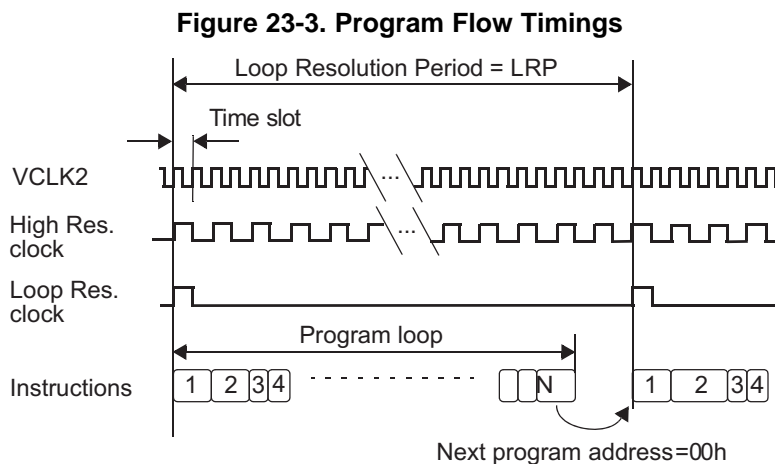 Figure 23-3. Program Flow Timings
Loop Resolution Period = LRP
Time slot
VCLK2
...
High Res.
clock
...
Loop Res.
clock
Program loop
Instructions
1 2 3 4
N
1 2 3 4
Next program address=00h